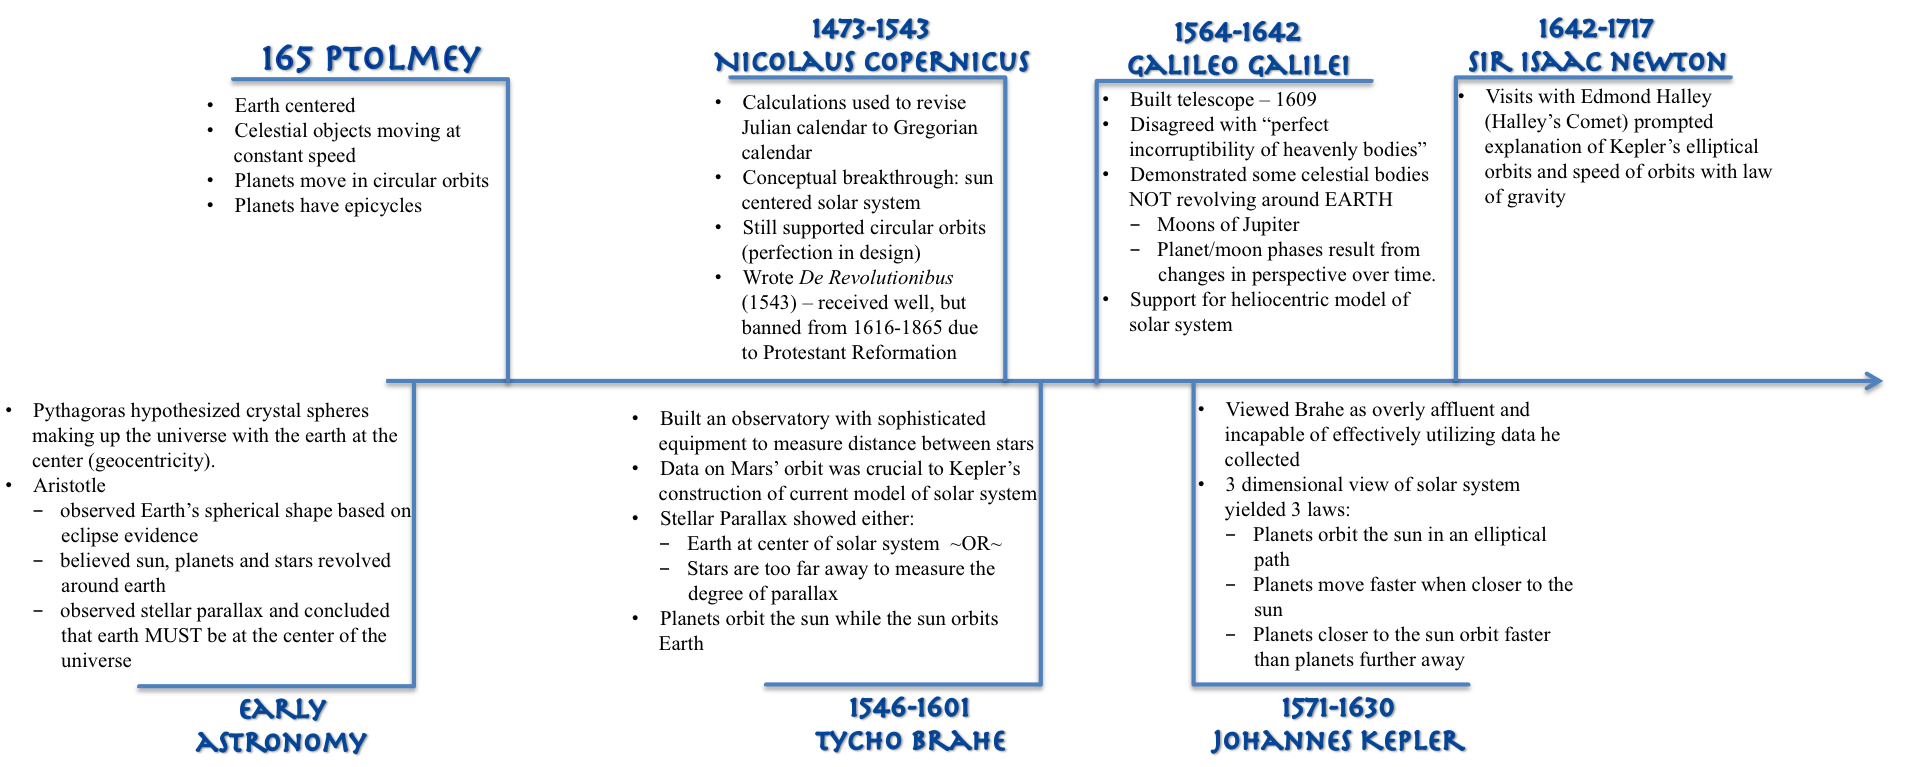 165 PTOLMEY
• Earth centered
• Celestial objects moving at
constant speed
• Planets move in circular orbits
• Planets have epicycles
1473-1543
NICOLAUS COPERNICUS
• Calculations used to revise
Julian calendar to Gregorian
calendar
• Conceptual breakthrough: sun
centered solar system
• Still supported circular orbits
(perfection in design)
• Wrote De Revolutionibus
(1543) – received well, but
banned from 1616-1865 due
to Protestant Reformation
1564-1642
GALILEO GALILEI
• Built telescope – 1609
• Disagreed with “perfect
incorruptibility of heavenly bodies”
• Demonstrated some celestial bodies
NOT revolving around EARTH
– Moons of Jupiter
– Planet/moon phases result from
changes in perspective over time.
• Support for heliocentric model of
solar system
1642-1717
SIR ISAAC NEWTON
• Visits with Edmond Halley
(Halley’s Comet) prompted
explanation of Kepler’s elliptical
orbits and speed of orbits with law
of gravity
• Pythagoras hypothesized crystal spheres
making up the universe with the earth at the
center (geocentricity).
• Aristotle
– observed Earth’s spherical shape based on
eclipse evidence
– believed sun, planets and stars revolved
around earth
– observed stellar parallax and concluded
that earth MUST be at the center of the
universe
EARLY
ASTRONOMY
• Built an observatory with sophisticated
equipment to measure distance between stars
• Data on Mars’ orbit was crucial to Kepler’s
construction of current model of solar system
• Stellar Parallax showed either:
– Earth at center of solar system ~OR~
– Stars are too far away to measure the
degree of parallax
• Planets orbit the sun while the sun orbits
Earth
1546-1601
TYCHO BRAHE
• Viewed Brahe as overly affluent and
incapable of effectively utilizing data he
collected
• 3 dimensional view of solar system
yielded 3 laws:
– Planets orbit the sun in an elliptical
path
– Planets move faster when closer to the
sun
– Planets closer to the sun orbit faster
than planets further away
1571-1630
JOHANNES KEPLER